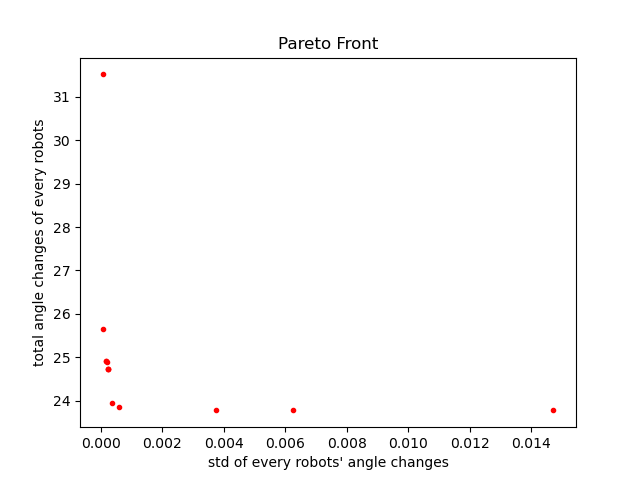 Pareto Front
total angle changes of every robots
31
30
29
28
27
26
25
24
0.000 0.002 0.004 0.006 0.008 0.010 0.012 0.014
std of every robots' angle changes